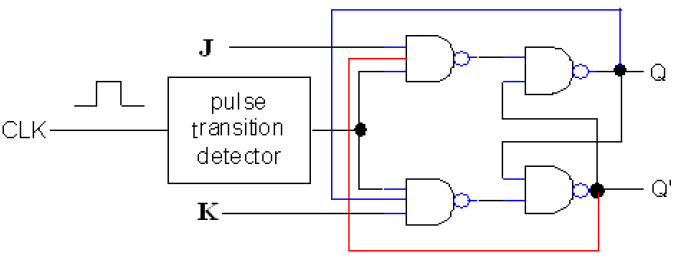 J
Q
pulse
transition
detector
CLK
K
Q'